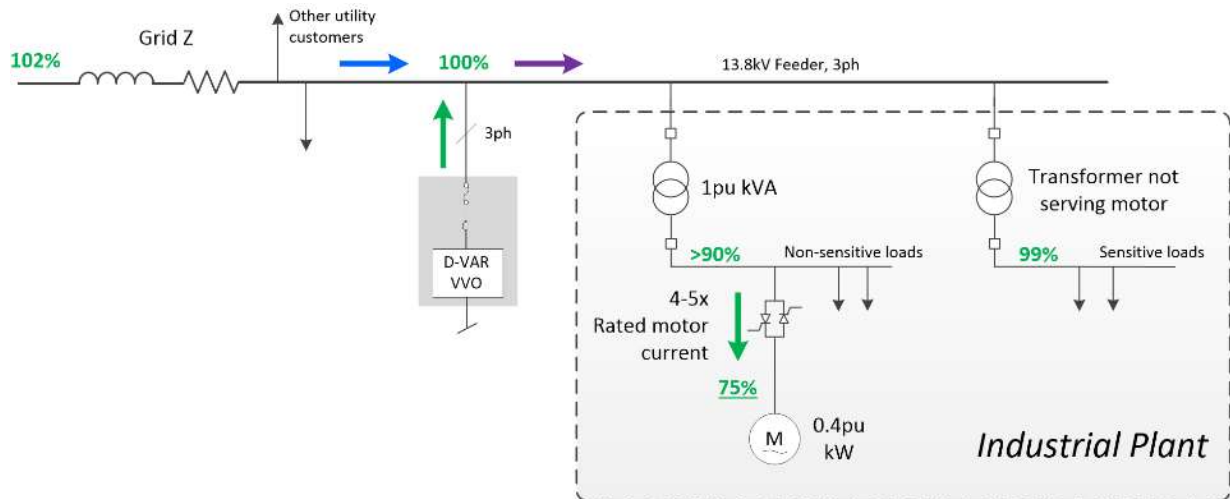 Other utility
customers
Grid Z
102%
100%
13.8kV Feeder, 3ph
3ph
1pu kVA
Transformer not
serving motor
D-VAR
VVO
>90%
Non-sensitive loads
99%
Sensitive loads
4-5x
Rated motor
current
75%
M
0.4pu
kW
Industrial Plant